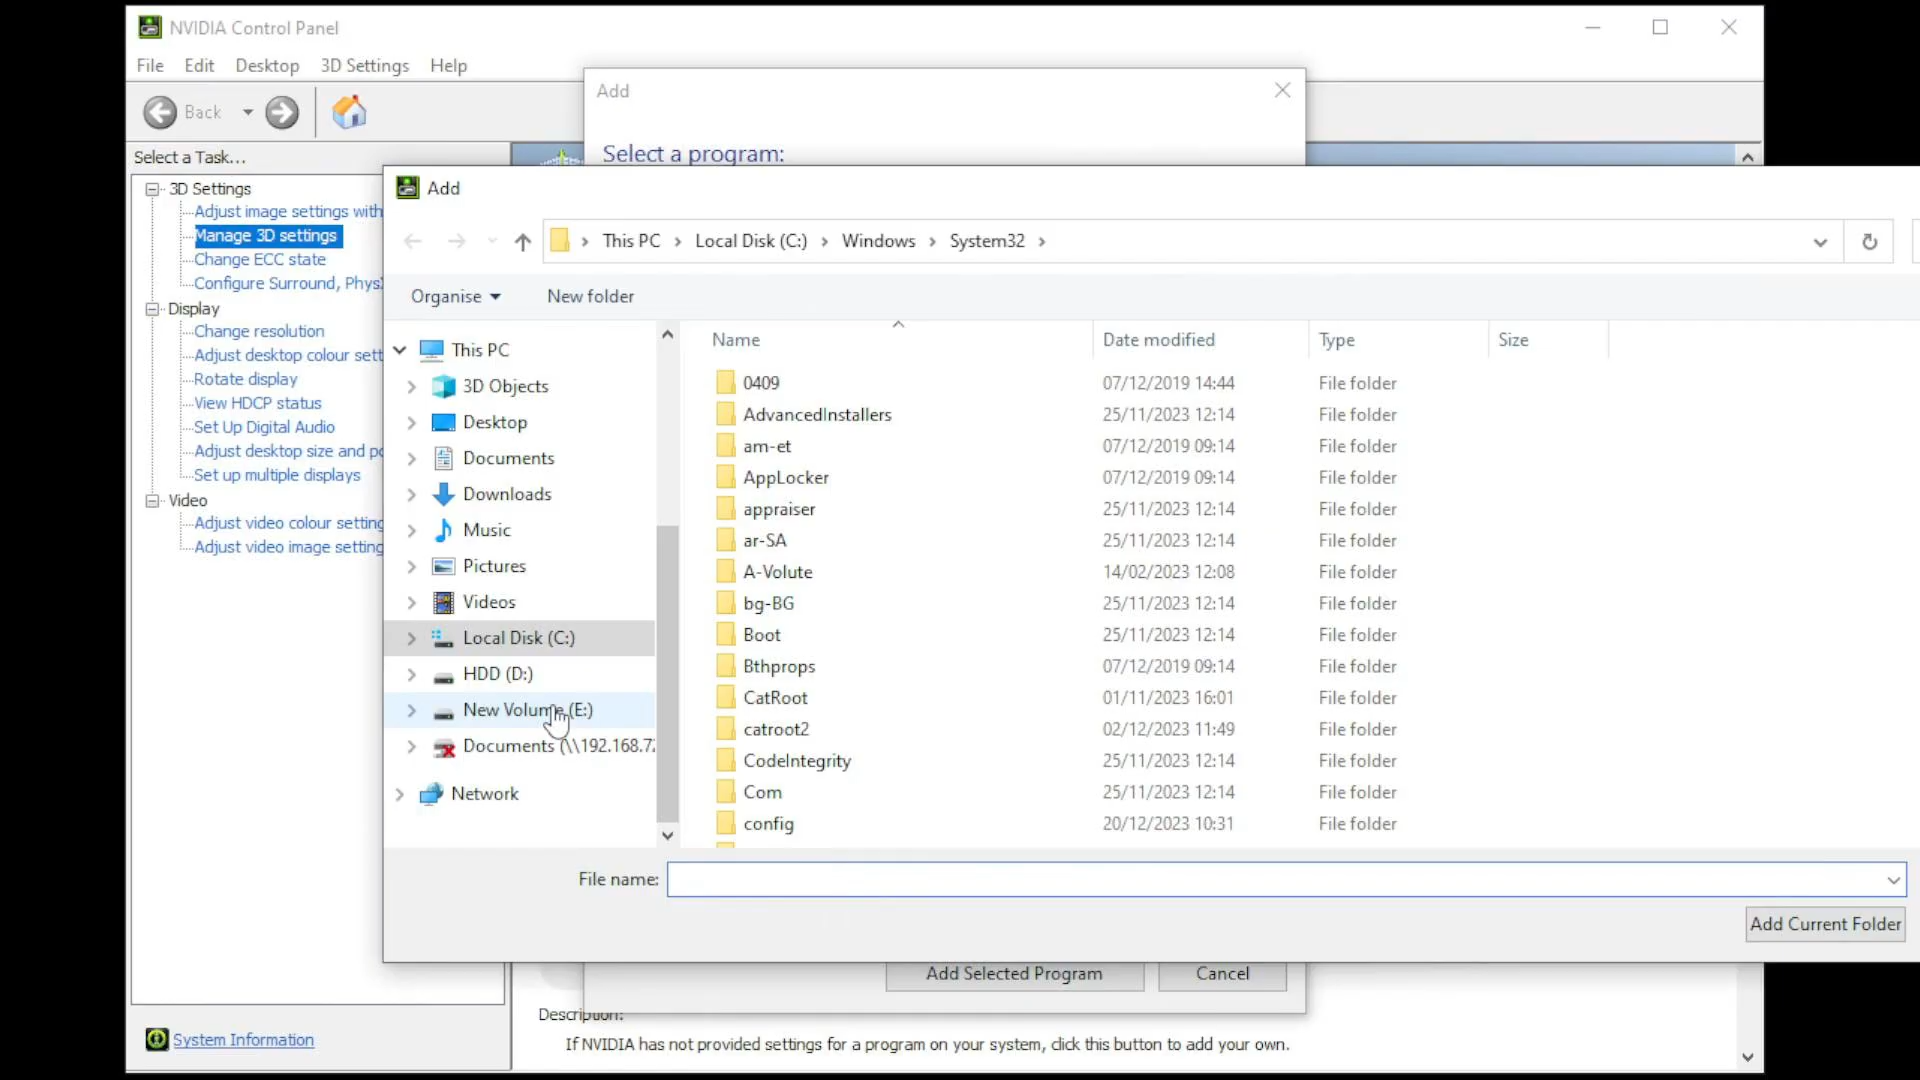 NVIDIA Control Panel
File Edit Desktop 3D Settings Help
Add
Back
Select a Task...
Select a program:
3D Settings
Adjust image settings with
Manage 3D settings
Change ECC state
Configure Surround, Phys
Display
Change resolution
Adjust desktop colour sett
Rotate display
View HDCP status
Set Up Digital Audio
Adjust desktop size and po
Set up multiple displays
Video
Adjust video colour setting
Adjust video image setting
System Information
Add
This PC > Local Disk (C:) > Windows > System32 >
Organise New folder
This PC
3D Objects
Desktop
Documents
Downloads
Music
Pictures
Videos
Local Disk (C:)
HDD (D:)
New Volume (E:)
Documents (\\192.168.72
Network
Name Date modified Type Size
0409 07/12/2019 14:44 File folder
AdvancedInstallers 25/11/2023 12:14 File folder
am-et 07/12/2019 09:14 File folder
AppLocker 07/12/2019 09:14 File folder
appraiser 25/11/2023 12:14 File folder
ar-SA 25/11/2023 12:14 File folder
A-Volute 14/02/2023 12:08 File folder
bg-BG 25/11/2023 12:14 File folder
Boot 25/11/2023 12:14 File folder
Bthprops 07/12/2019 09:14 File folder
CatRoot 01/11/2023 16:01 File folder
catroot2 02/12/2023 11:49 File folder
CodeIntegrity 25/11/2023 12:14 File folder
Com 25/11/2023 12:14 File folder
config 20/12/2023 10:31 File folder
File name:
Add Current Folder
Add Selected Program Cancel
Description:
If NVIDIA has not provided settings for a program on your system, click this button to add your own.